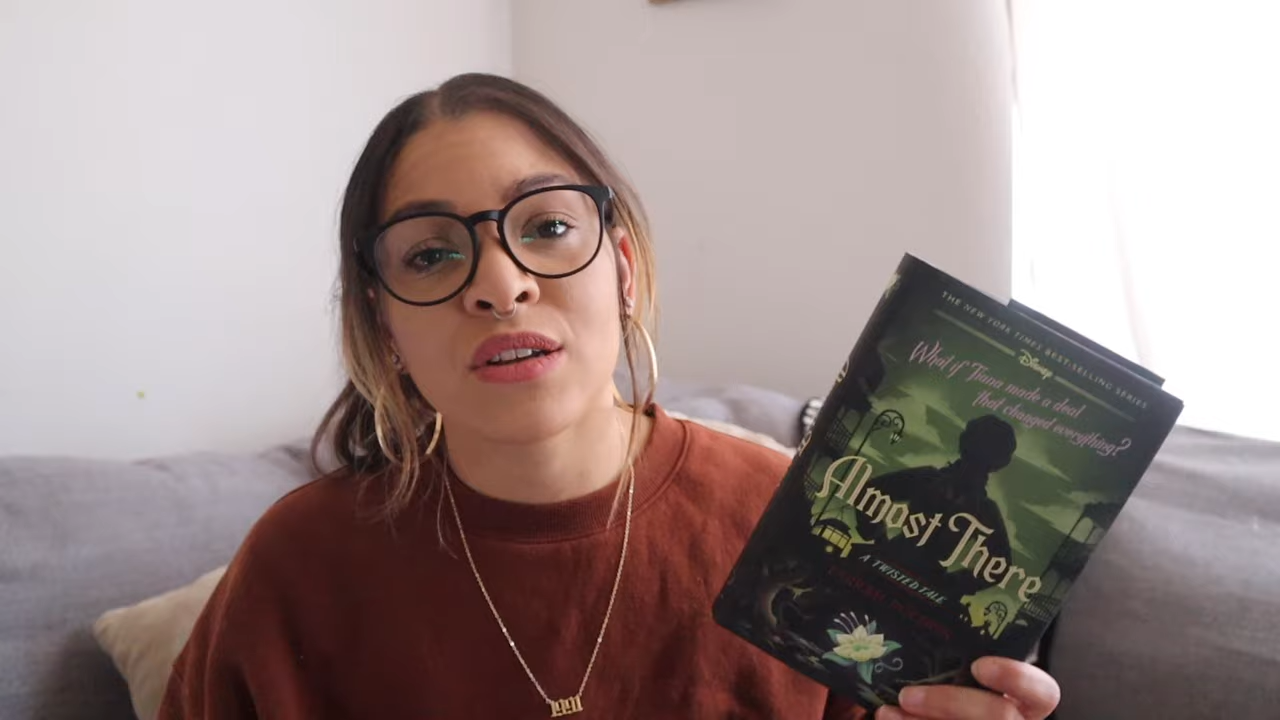 THE NEW YORK TIMES BEST-SELLING SERIES
Disney
What if Tiana made a deal
that changed everything?
Almost There
A TWISTED TALE
1991